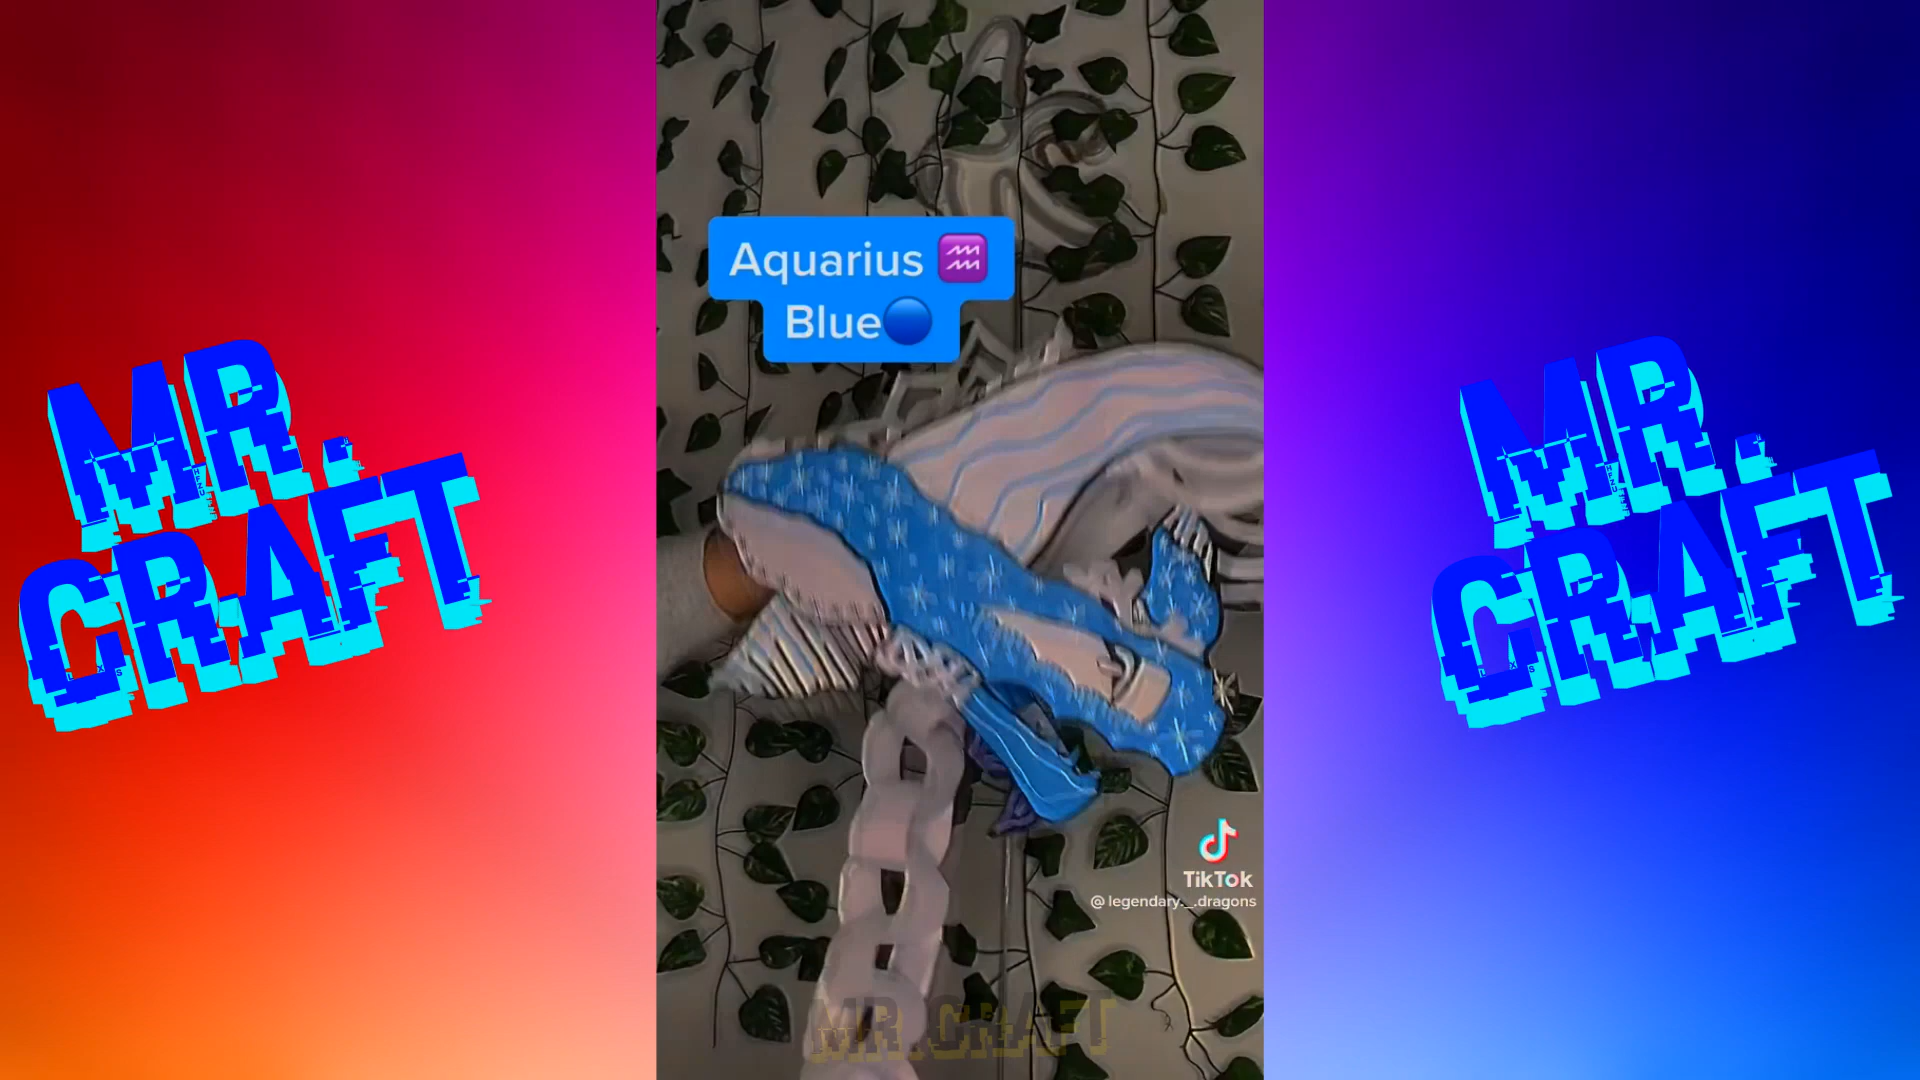 MR.
CRAFT
Aquarius ♒
Blue🔵
TikTok
@legendary._.dragons
MR.CRAFT
MR.
CRAFT